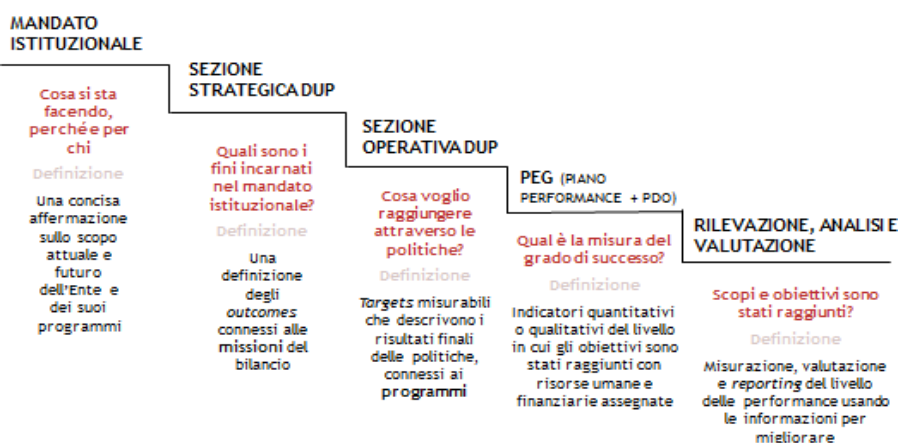 MANDATO
ISTITUZIONALE
Cosa si sta
facendo,
perché e per
chi
Definizione
Una concisa
affermazione
sullo scopo
attuale e
futuro
dell'Ente e
dei suoi
programmi
SEZIONE
STRATEGICA DUP
Quali sono i
fini incarnati
nel mandato
istituzionale?
Definizione
Una
definizione
degli
outcomes
connessi alle
missioni del
bilancio
SEZIONE
OPERATIVA DUP
Cosa voglio
raggiungere
attraverso le
politiche?
Definizione
Targets misurabili
che descrivono i
risultati finali
delle politiche,
connessi ai
programmi
PEG (PIANO
PERFORMANCE + PDO)
Qual è la misura del
grado di successo?
Definizione
Indicatori quantitativi
o qualitativi del livello
in cui gli obiettivi sono
stati raggiunti con
risorse umane e
finanziarie assegnate
RILEVAZIONE, ANALISI E
VALUTAZIONE
Scopi e obiettivi sono
stati raggiunti?
Definizione
Misurazione, valutazione
e reporting del livello
delle performance usando
le informazioni per
migliorare